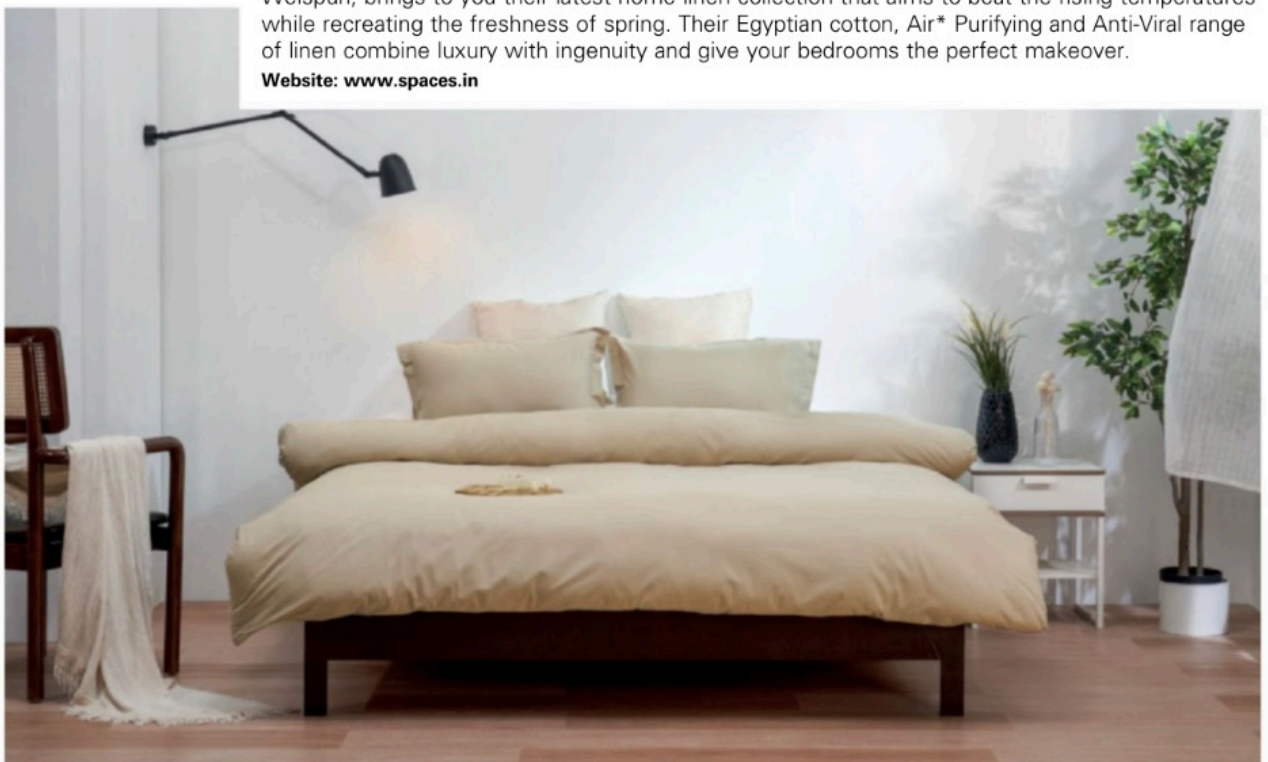 Welspun, brings to you their latest home linen collection that aims to beat the rising temperatures
while recreating the freshness of spring. Their Egyptian cotton, Air* Purifying and Anti-Viral range
of linen combine luxury with ingenuity and give your bedrooms the perfect makeover.
Website: www.spaces.in